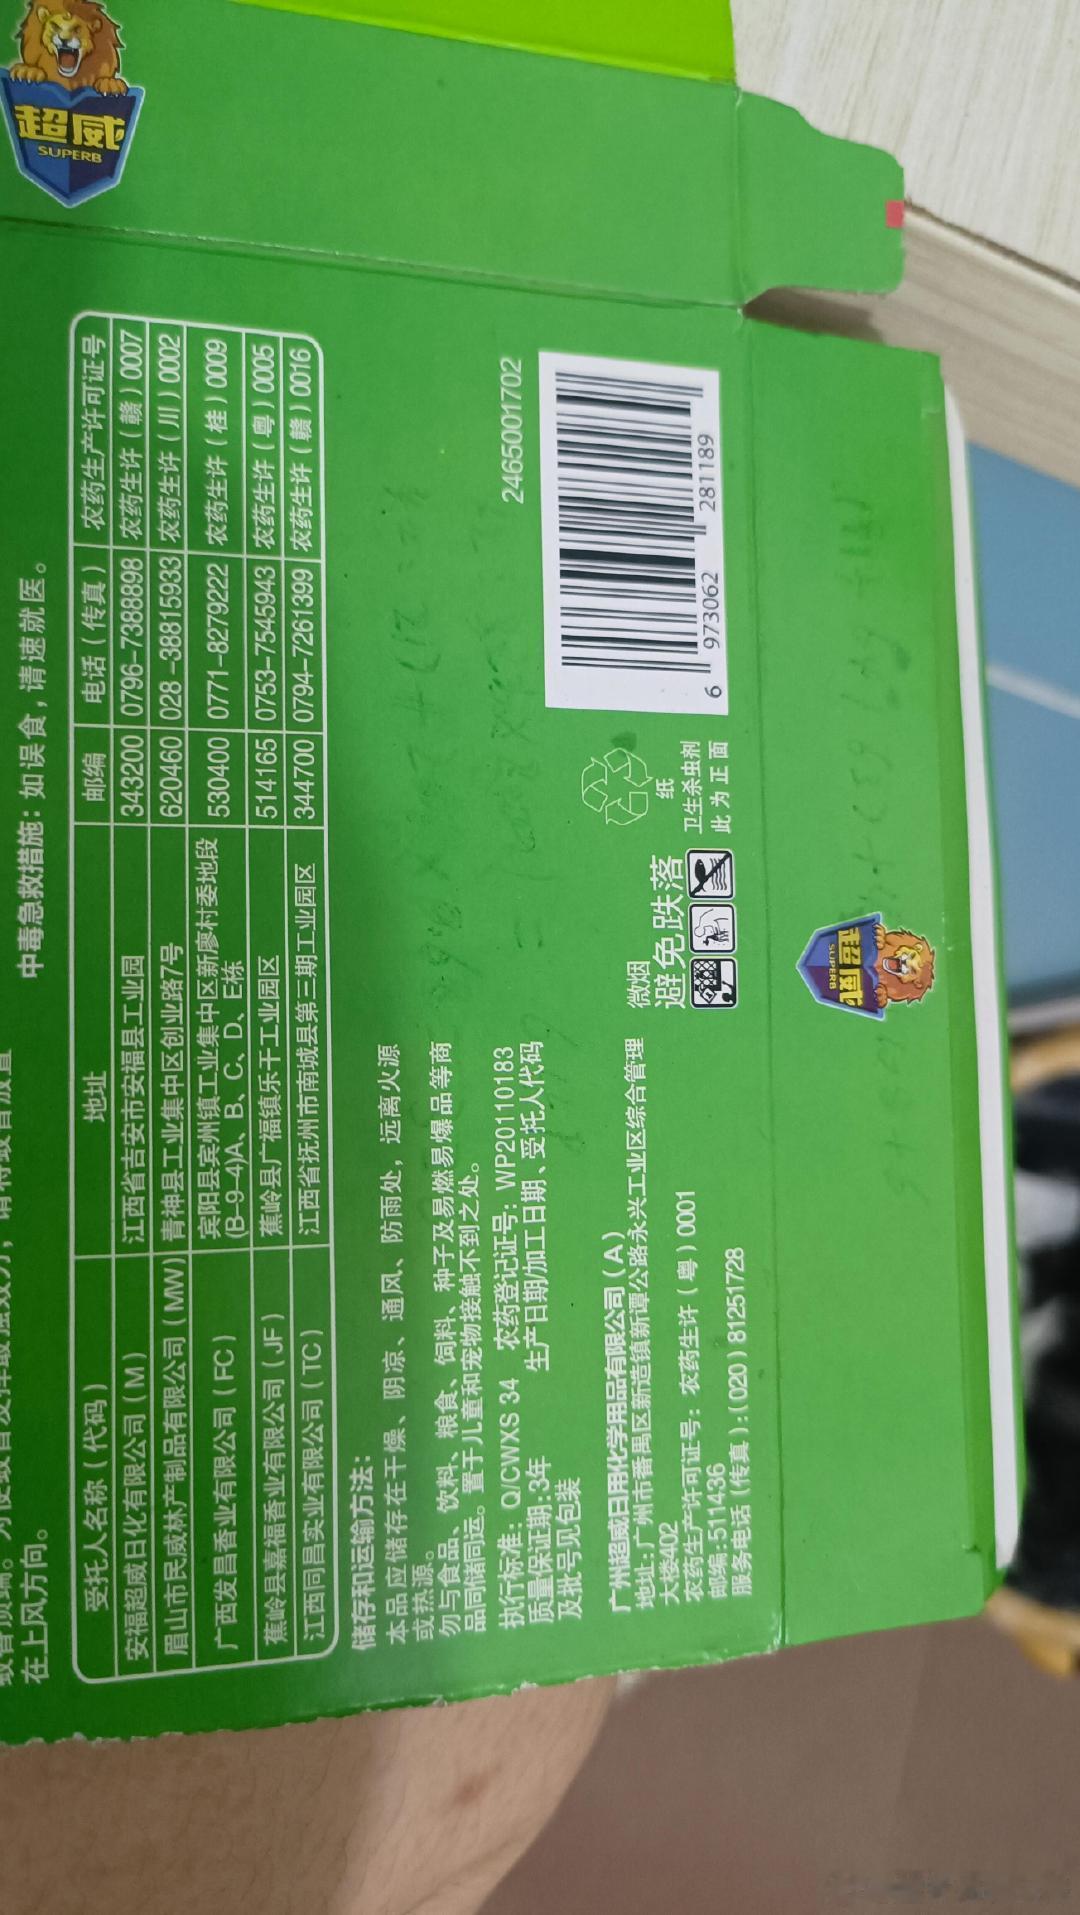 超威
SUPERB
在上风方向。
中毒急救措施：如误食，请速就医。
受托人名称（代码） 地址 邮编 电话（传真） 农药生产许可证号
安福超威日化有限公司（M） 江西省吉安市安福县工业园 343200 0796-7388898 农药生许（赣）0007
眉山市民威林产制品有限公司（MW） 青神县工业集中区创业路7号 620460 028-38815933 农药生许（川）0002
广西发昌香业有限公司（FC） 宾阳县宾州镇工业集中区新廖村委地段 530400 0771-8279222 农药生许（桂）0009
(B-9-4)A、B、C、D、E栋
蕉岭县嘉福香业有限公司（JF） 蕉岭县广福镇乐干工业园区 514165 0753-7545943 农药生许（粤）0005
江西同昌实业有限公司（TC） 江西省抚州市南城县第三期工业园区 344700 0794-7261399 农药生许（赣）0016
储存和运输方法：
本品应储存在干燥、阴凉、通风、防雨处，远离火源
或热源。
勿与食品、饮料、粮食、饲料、种子及易燃易爆品等商
品同储同运。置于儿童和宠物接触不到之处。
执行标准：Q/CWXS 34 农药登记证号：WP20110183
质量保证期:3年 生产日期/加工日期、受托人代码
及批号见包装
广州超威日用化学用品有限公司（A）
地址:广州市番禺区新造镇新谭公路永兴工业区综合管理
大楼402
农药生产许可证号：农药生许（粤）0001
邮编:511436
服务电话（传真）:(020）81251728
微烟
避免跌落
纸
卫生杀虫剂
此为正面
2465001702
6 973062 281189
超威
SUPERB